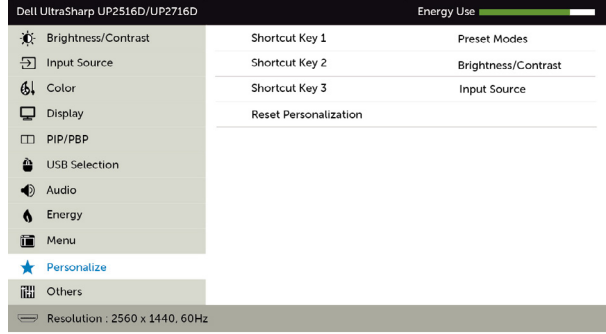 Dell UltraSharp UP2516D/UP2716D Energy Use
Brightness/Contrast Shortcut Key 1 Preset Modes
Input Source Shortcut Key 2 Brightness/Contrast
Color Shortcut Key 3 Input Source
Display Reset Personalization
PIP/PBP
USB Selection
Audio
Energy
Menu
Personalize
Others
Resolution : 2560 x 1440, 60Hz